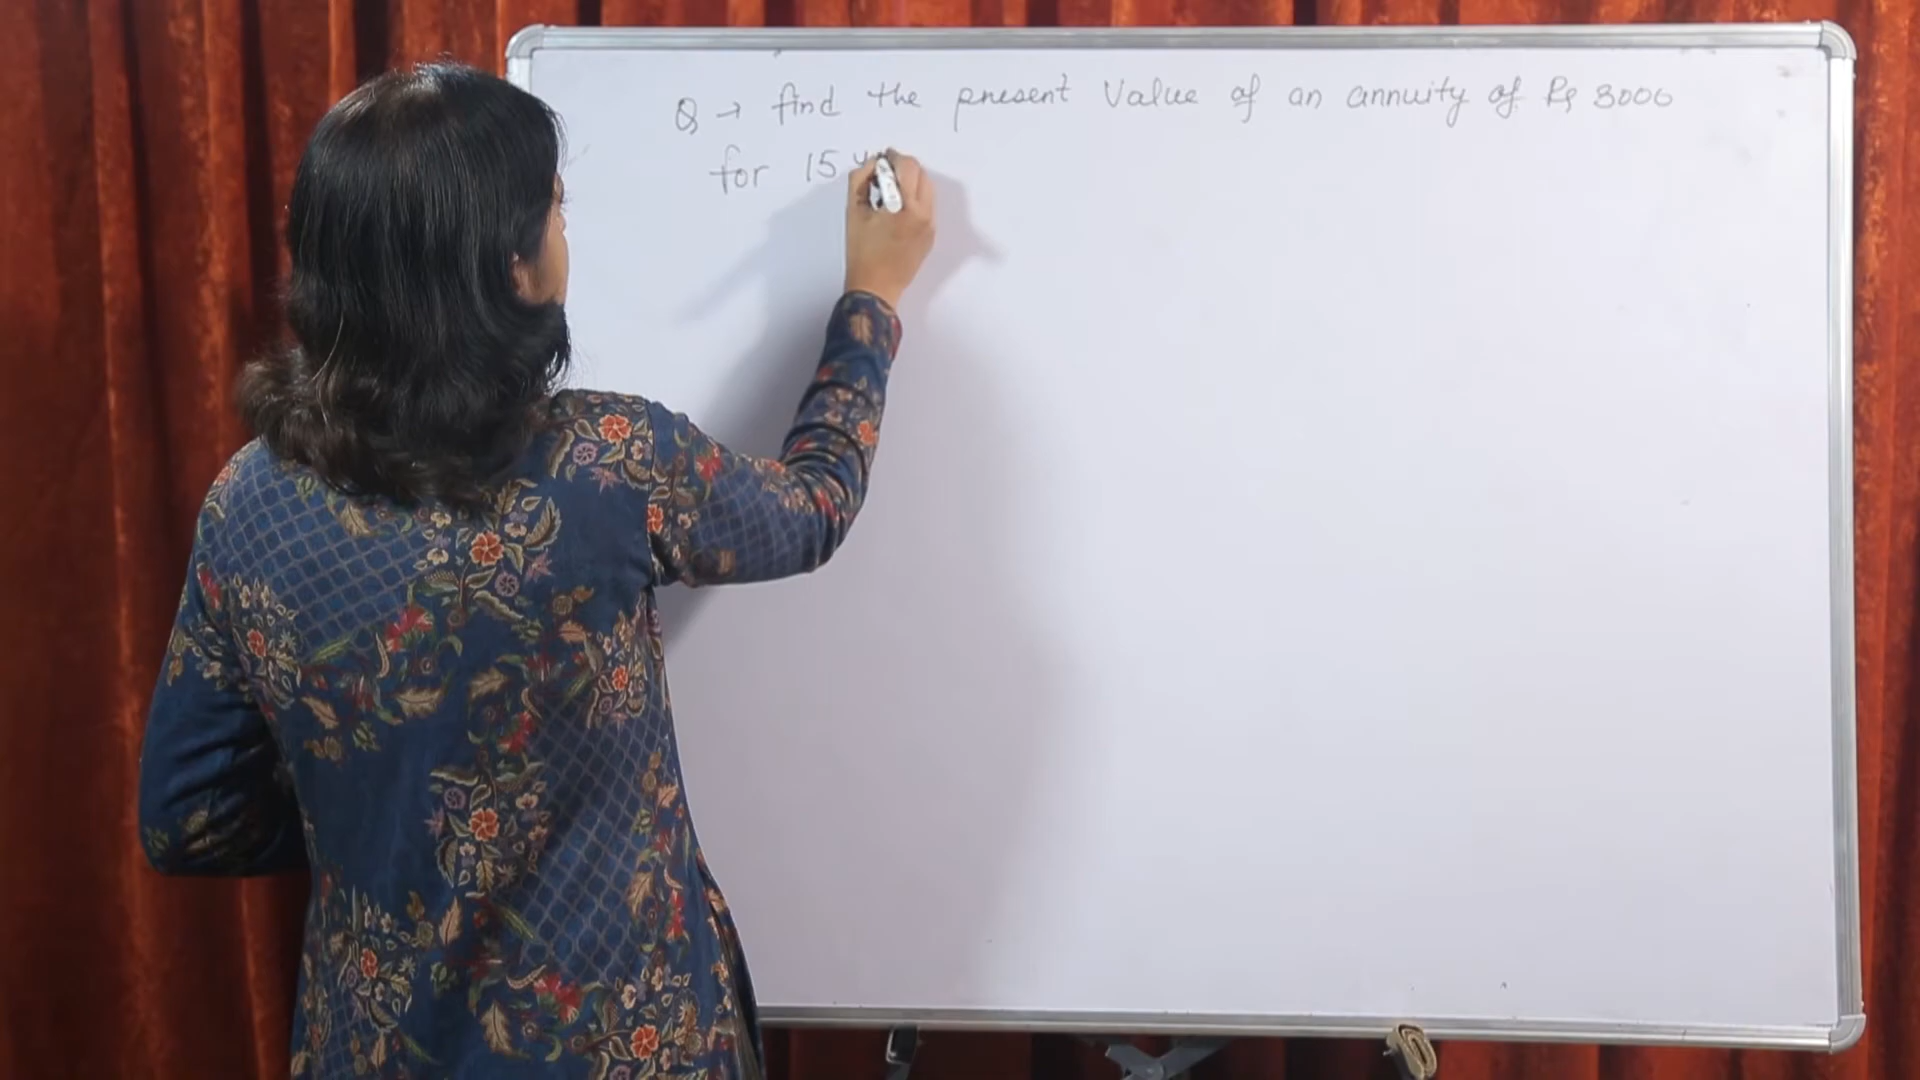 Q → find the present Value of an annuity of Rs 3000
for 15